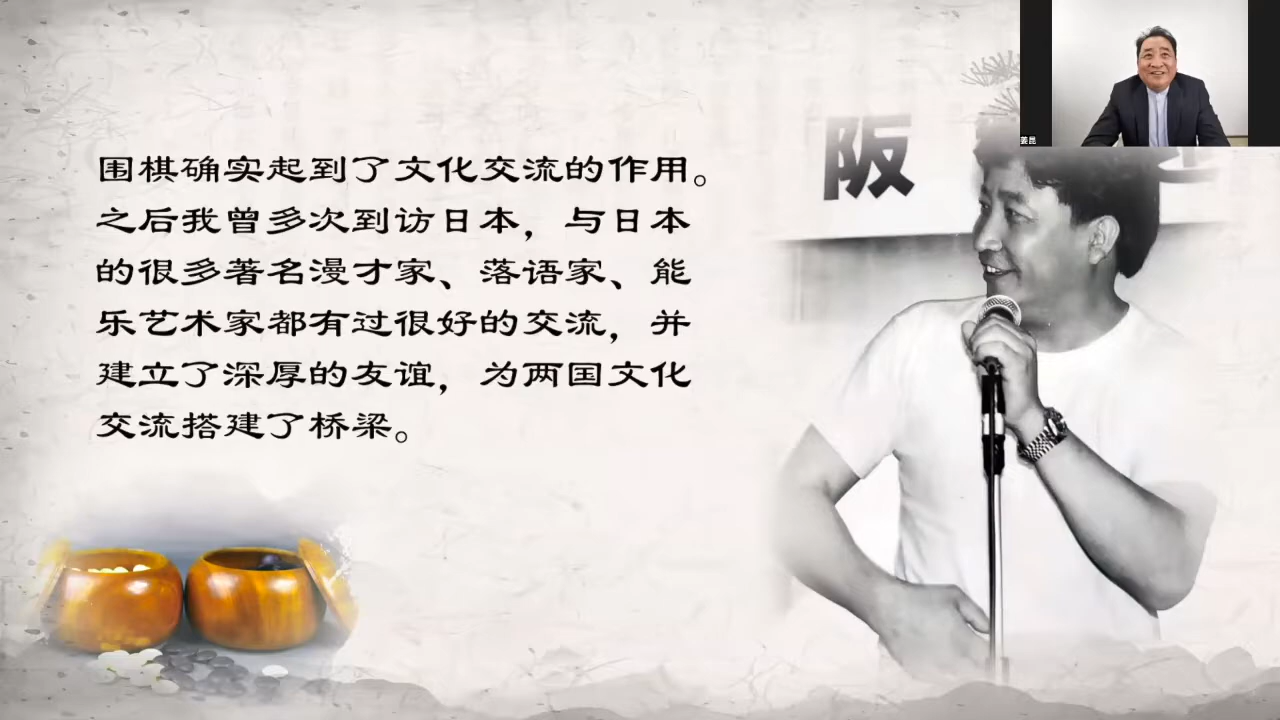 围棋确实起到了文化交流的作用。
之后我曾多次到访日本，与日本
的很多著名漫才家、落语家、能
乐艺术家都有过很好的交流，并
建立了深厚的友谊，为两国文化
交流搭建了桥梁。
阪
姜昆